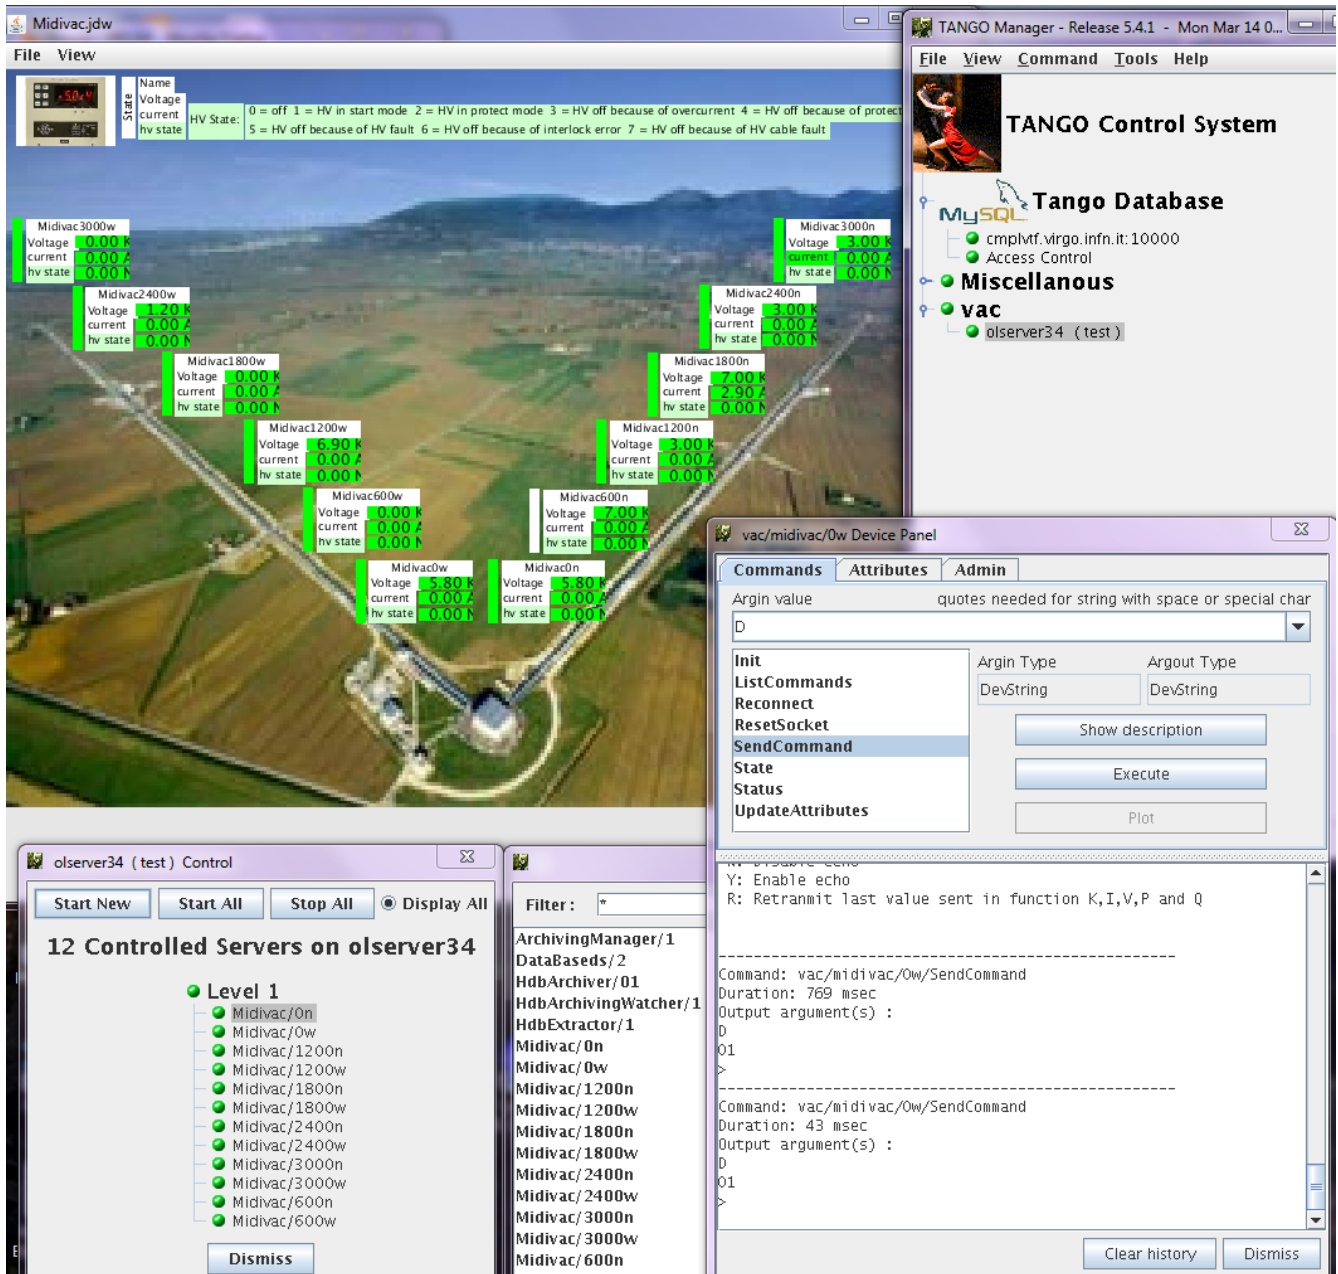 Midivac.jdw
File View
Name
State
Voltage
current
hv state
HV State:
0 = off 1 = HV in start mode 2 = HV in protect mode 3 = HV off because of overcurrent 4 = HV off because of protect
5 = HV off because of HV fault 6 = HV off because of interlock error 7 = HV off because of HV cable fault
Midivac3000w
Voltage 0.00 K
current 0.00 A
hv state 0.00 N
Midivac3000n
Voltage 3.00 K
current 0.00 A
hv state 0.00 N
Midivac2400w
Voltage 1.20 K
current 0.00 A
hv state 0.00 N
Midivac2400n
Voltage 3.00 K
current 0.00 A
hv state 0.00 N
Midivac1800w
Voltage 0.00 K
current 0.00 A
hv state 0.00 N
Midivac1800n
Voltage 7.00 K
current 2.90 A
hv state 0.00 N
Midivac1200w
Voltage 6.90 K
current 0.00 A
hv state 0.00 N
Midivac1200n
Voltage 3.00 K
current 0.00 A
hv state 0.00 N
Midivac600w
Voltage 0.00 K
current 0.00 A
hv state 0.00 N
Midivac600n
Voltage 7.00 K
current 0.00 A
hv state 0.00 N
Midivac0w
Voltage 5.80 K
current 0.00 A
hv state 0.00 N
Midivac0n
Voltage 5.80 K
current 0.00 A
hv state 0.00 N
TANGO Manager - Release 5.4.1 - Mon Mar 14 0...
File View Command Tools Help
TANGO Control System
MySQL Tango Database
cmplvtf.virgo.infn.it:10000
Access Control
Miscellanous
vac
olserver34 (test)
vac/midivac/0w Device Panel
Commands Attributes Admin
Argin value quotes needed for string with space or special char
D
Init
ListCommands
Reconnect
ResetSocket
SendCommand
State
Status
UpdateAttributes
Argin Type Argout Type
DevString DevString
Show description
Execute
Plot
N: Disable echo
Y: Enable echo
R: Retranmit last value sent in function K,I,V,P and Q
----------------------------------------------------
Command: vac/midivac/0w/SendCommand
Duration: 769 msec
Output argument(s) :
D
01
>
----------------------------------------------------
Command: vac/midivac/0w/SendCommand
Duration: 43 msec
Output argument(s) :
D
01
>
Clear history Dismiss
olserver34 (test) Control
Start New Start All Stop All Display All
12 Controlled Servers on olserver34
Level 1
Midivac/0n
Midivac/0w
Midivac/1200n
Midivac/1200w
Midivac/1800n
Midivac/1800w
Midivac/2400n
Midivac/2400w
Midivac/3000n
Midivac/3000w
Midivac/600n
Midivac/600w
Dismiss
Filter: *
ArchivingManager/1
DataBaseds/2
HdbArchiver/01
HdbArchivingWatcher/1
HdbExtractor/1
Midivac/0n
Midivac/0w
Midivac/1200n
Midivac/1200w
Midivac/1800n
Midivac/1800w
Midivac/2400n
Midivac/2400w
Midivac/3000n
Midivac/3000w
Midivac/600n